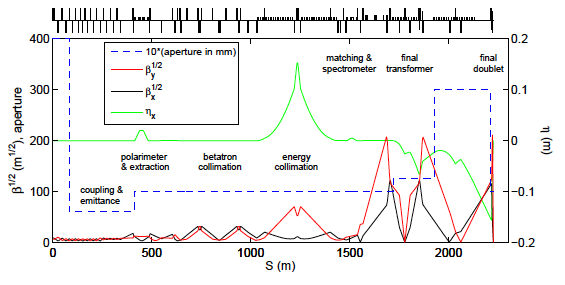 400
300
200
100
0
β^1/2 (m^1/2), aperture
0.2
0.1
0
−0.1
−0.2
η (m)
0
500
1000
1500
2000
S (m)
10*(aperture in mm)
β_y^1/2
β_x^1/2
η_x
matching &
spectrometer
final
transformer
final
doublet
polarimeter
& extraction
betatron
collimation
energy
collimation
coupling &
emittance